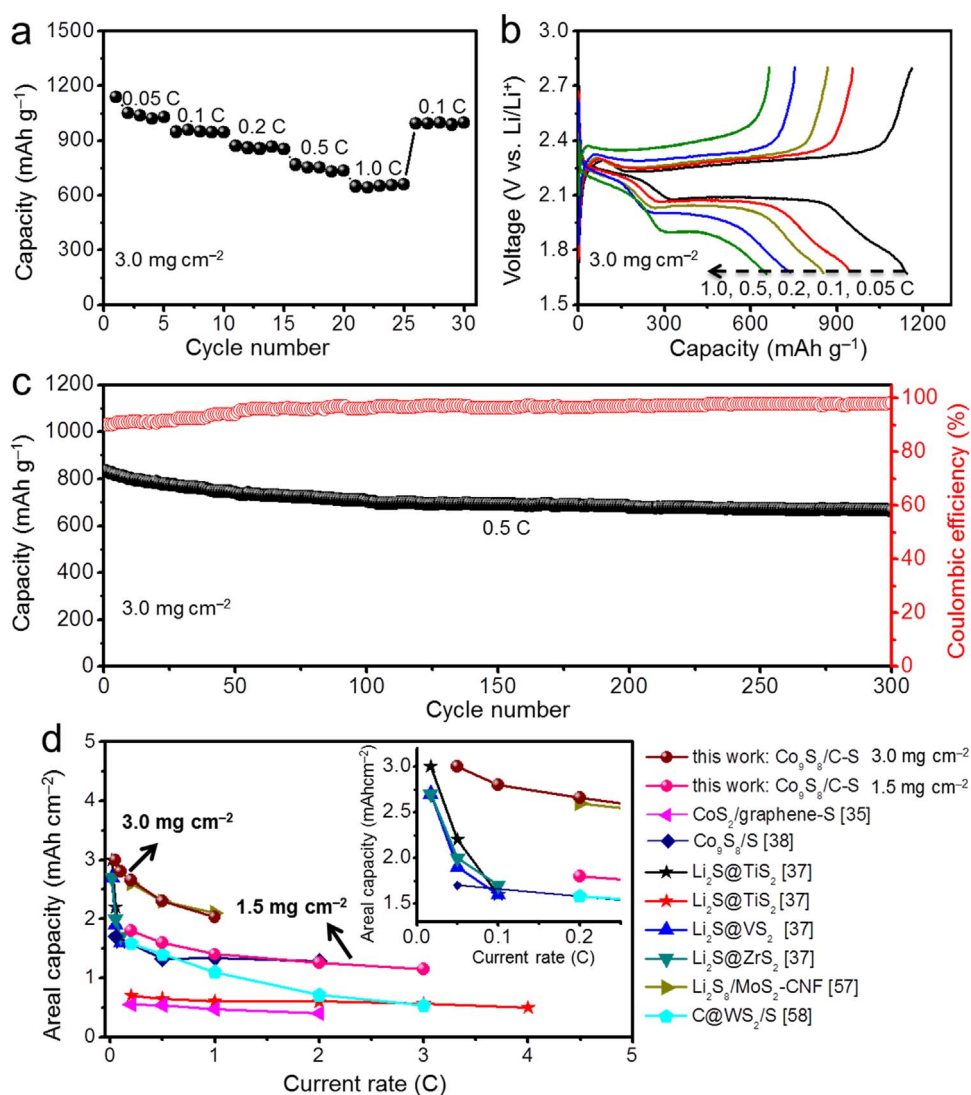 a
1500
1200
900
600
300
0
Capacity (mAh g⁻¹)
0.05 C
0.1 C
0.2 C
0.5 C
1.0 C
0.1 C
3.0 mg cm⁻²
0 5 10 15 20 25 30
Cycle number
b
3.0
2.7
2.4
2.1
1.8
1.5
Voltage (V vs. Li/Li⁺)
3.0 mg cm⁻²
1.0, 0.5, 0.2, 0.1, 0.05 C
0 300 600 900 1200
Capacity (mAh g⁻¹)
c
1200
1000
800
600
400
200
0
Capacity (mAh g⁻¹)
0.5 C
3.0 mg cm⁻²
100
80
60
40
20
0
Coulombic efficiency (%)
0 50 100 150 200 250 300
Cycle number
d
5
4
3
2
1
0
Areal capacity (mAh cm⁻²)
3.0 mg cm⁻²
1.5 mg cm⁻²
0 1 2 3 4 5
Current rate (C)
3.0
2.5
2.0
1.5
Areal capacity (mAhcm⁻²)
0.0 0.1 0.2
Current rate (C)
this work: Co₉S₈/C-S 3.0 mg cm⁻²
this work: Co₉S₈/C-S 1.5 mg cm⁻²
CoS₂/graphene-S [35]
Co₉S₈/S [38]
Li₂S@TiS₂ [37]
Li₂S@TiS₂ [37]
Li₂S@VS₂ [37]
Li₂S@ZrS₂ [37]
Li₂S₈/MoS₂-CNF [57]
C@WS₂/S [58]